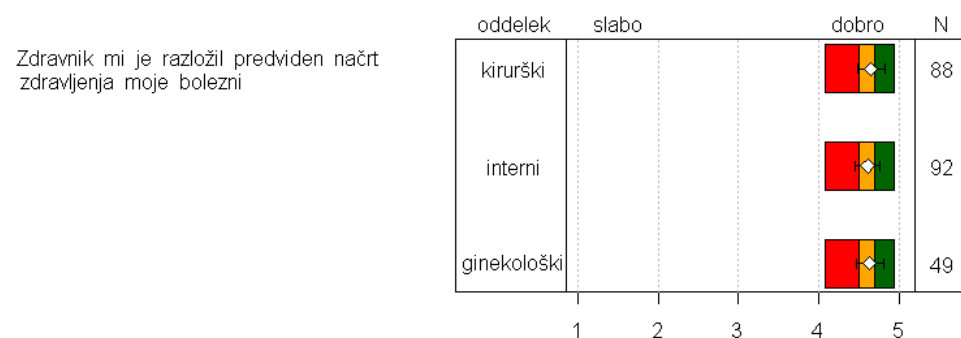 oddelek slabo dobro N
Zdravnik mi je razložil predviden načrt
zdravljenja moje bolezni
kirurški 88
interni 92
ginekološki 49
1 2 3 4 5